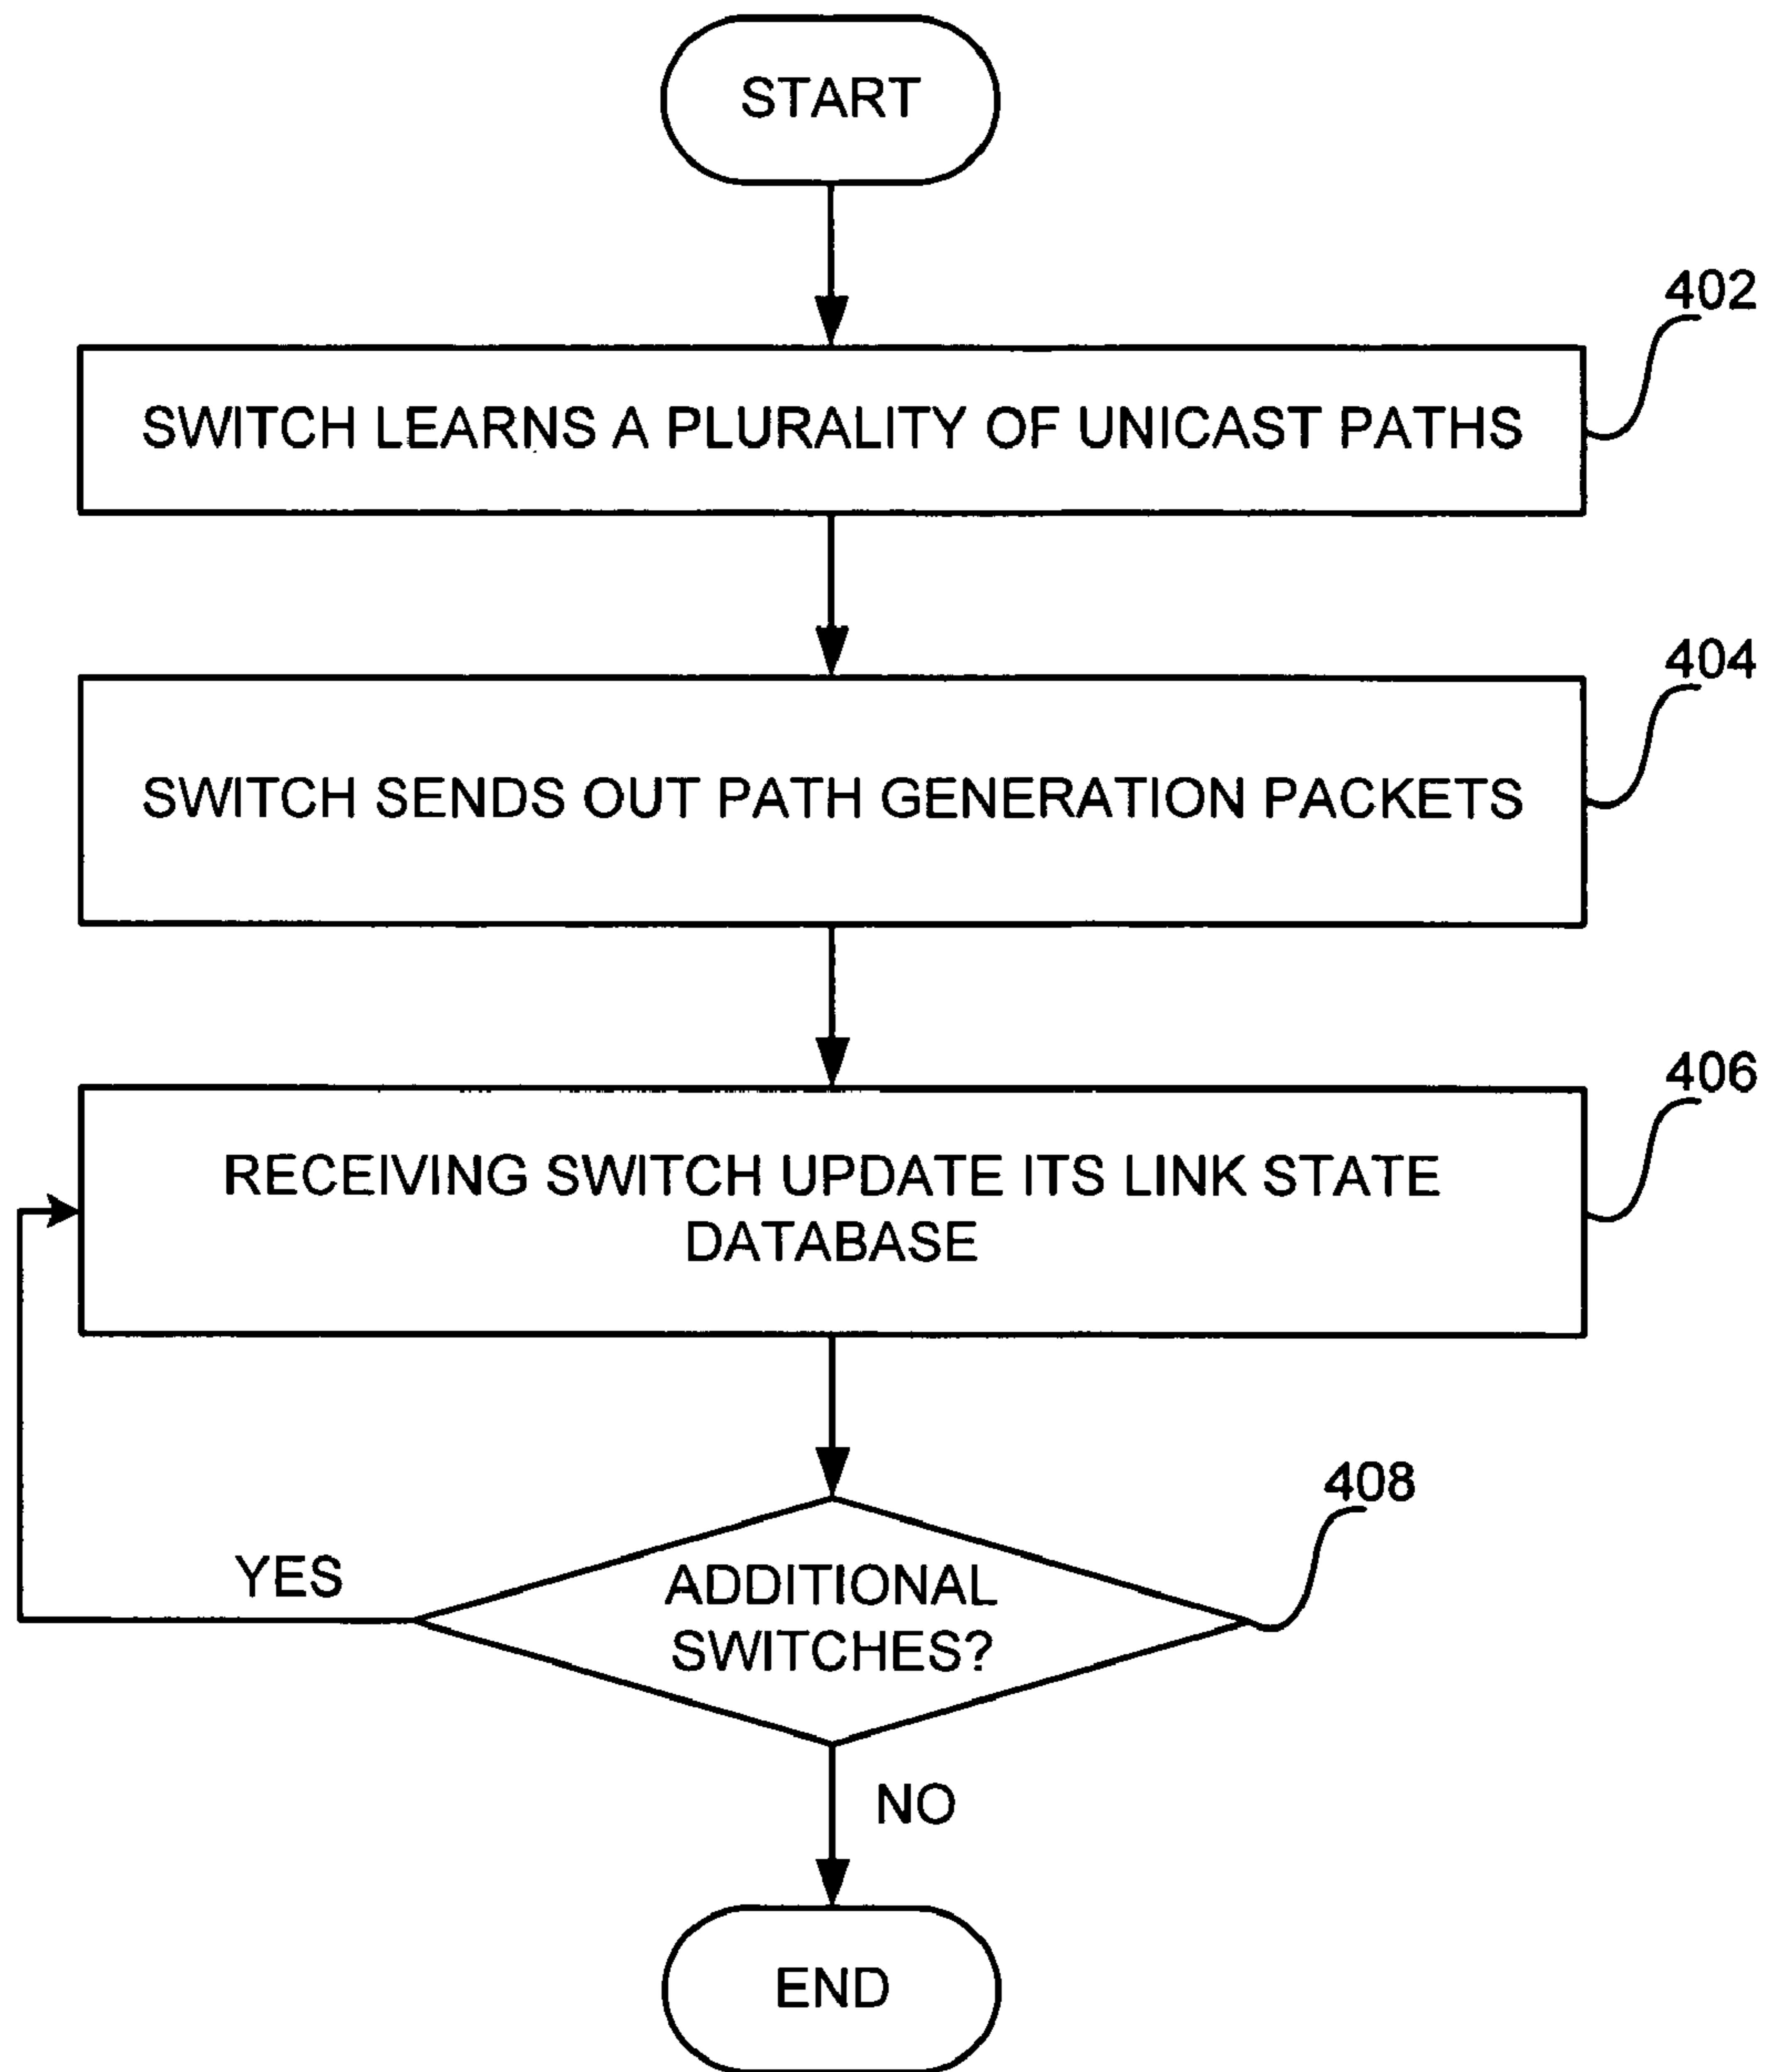 START
402
SWITCH LEARNS A PLURALITY OF UNICAST PATHS
404
SWITCH SENDS OUT PATH GENERATION PACKETS
406
RECEIVING SWITCH UPDATE ITS LINK STATE
DATABASE
408
YES
ADDITIONAL
SWITCHES?
NO
END